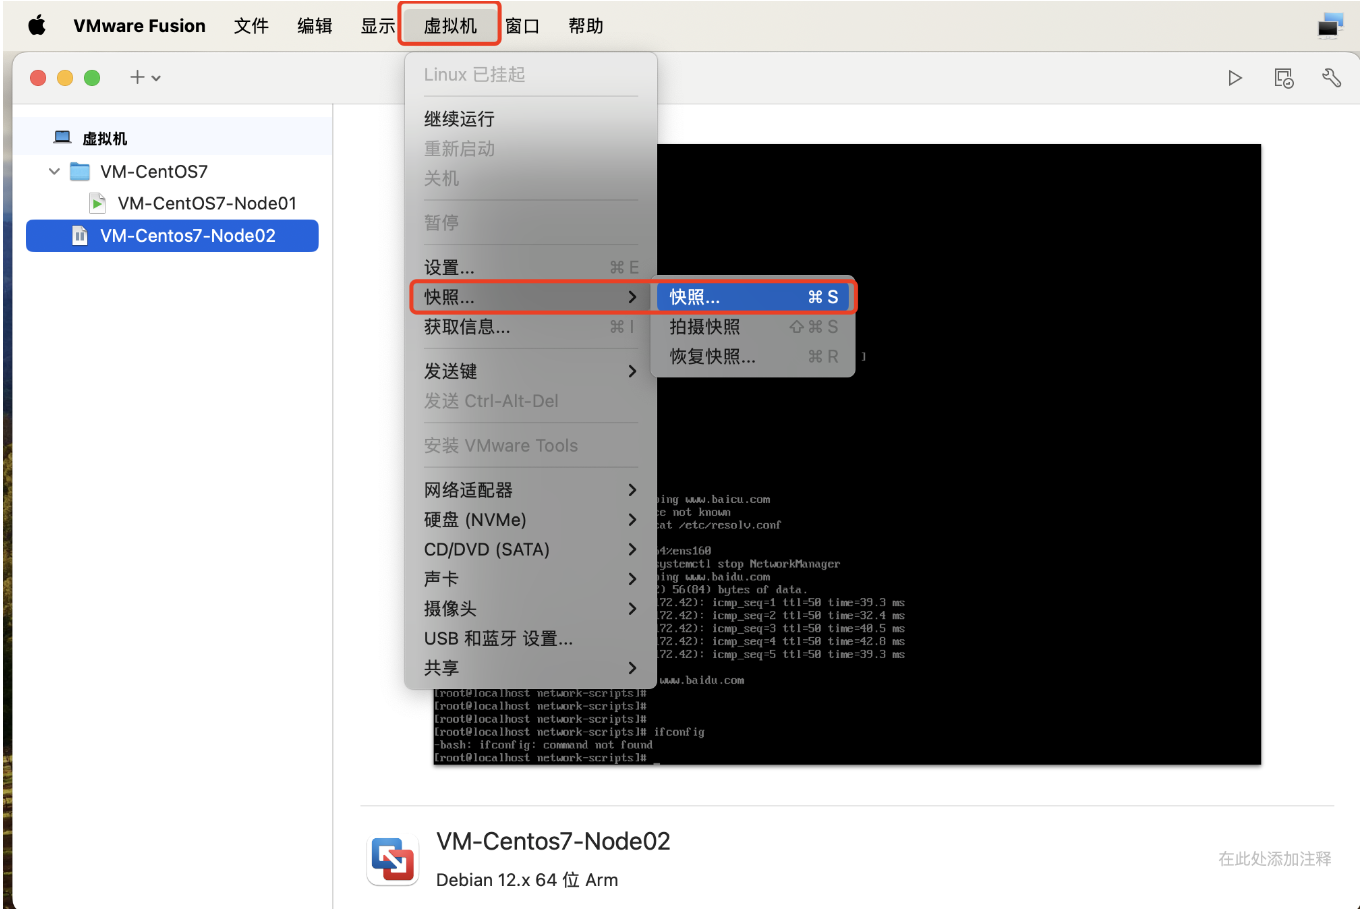 VMware Fusion 文件 编辑 显示 虚拟机 窗口 帮助
虚拟机
VM-CentOS7
VM-CentOS7-Node01
VM-Centos7-Node02
Linux 已挂起
继续运行
重新启动
关机
暂停
设置... ⌘ E
快照...
获取信息... ⌘ I
发送键
发送 Ctrl-Alt-Del
安装 VMware Tools
网络适配器
硬盘 (NVMe)
CD/DVD (SATA)
声卡
摄像头
USB 和蓝牙 设置...
共享
快照... ⌘ S
拍摄快照 ⇧ ⌘ S
恢复快照... ⌘ R
]
ing www.baicu.com
ce not known
cat /etc/resolv.conf
64%ens160
systemctl stop NetworkManager
ing www.baidu.com
2) 56(84) bytes of data.
172.42): icmp_seq=1 ttl=50 time=39.3 ms
172.42): icmp_seq=2 ttl=50 time=32.4 ms
172.42): icmp_seq=3 ttl=50 time=40.5 ms
172.42): icmp_seq=4 ttl=50 time=42.8 ms
172.42): icmp_seq=5 ttl=50 time=39.3 ms
www.baidu.com
[root@localhost network-scripts]#
[root@localhost network-scripts]#
[root@localhost network-scripts]#
[root@localhost network-scripts]# ifconfig
-bash: ifconfig: command not found
[root@localhost network-scripts]# _
VM-Centos7-Node02
Debian 12.x 64 位 Arm
在此处添加注释